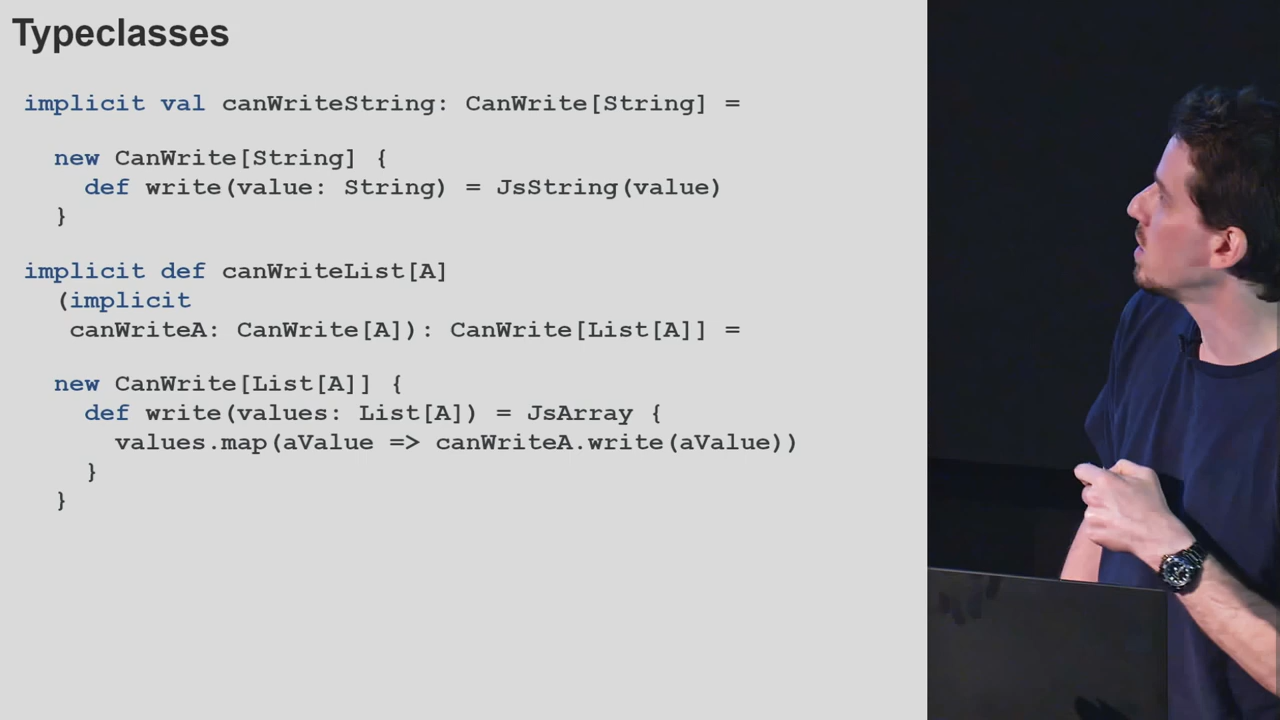 Typeclasses
implicit val canWriteString: CanWrite[String] =
new CanWrite[String] {
def write(value: String) = JsString(value)
}
implicit def canWriteList[A]
(implicit
canWriteA: CanWrite[A]): CanWrite[List[A]] =
new CanWrite[List[A]] {
def write(values: List[A]) = JsArray {
values.map(aValue => canWriteA.write(aValue))
}
}